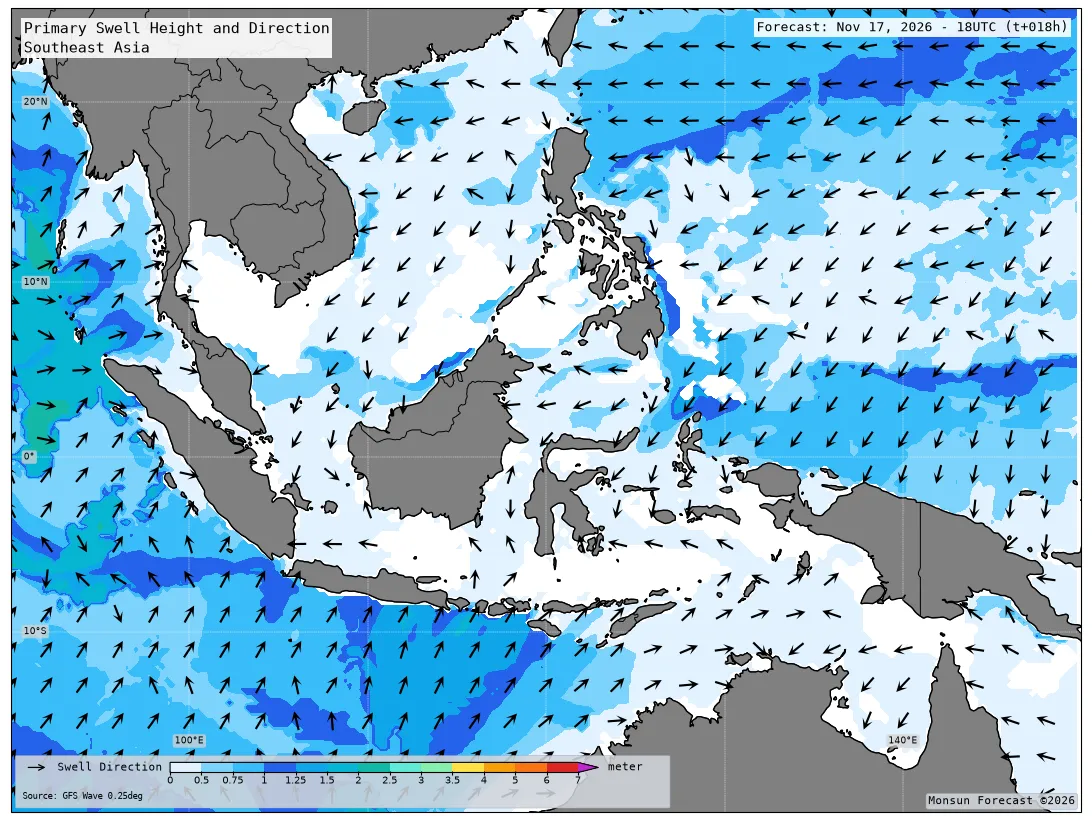 Primary Swell Height and Direction
Southeast Asia
Forecast: Nov 17, 2026 - 18UTC (t+018h)
20°N
10°N
0°
10°S
100°E
140°E
Swell Direction
0 0.5 0.75 1 1.25 1.5 2 2.5 3 3.5 4 5 6 7
meter
Source: GFS Wave 0.25deg
Monsun Forecast ©2026